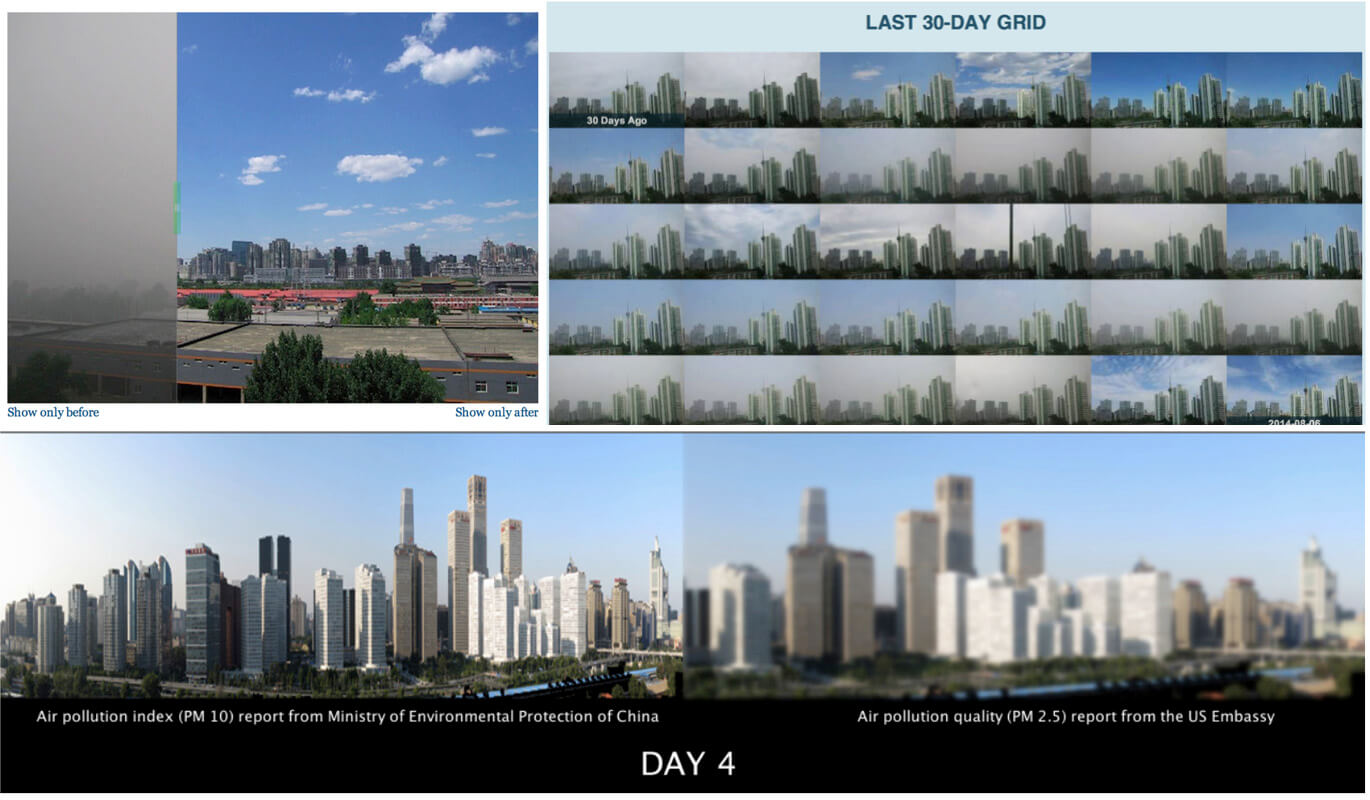 LAST 30-DAY GRID
30 Days Ago
2014-08-06
Show only before
Show only after
Air pollution index (PM 10) report from Ministry of Environmental Protection of China
Air pollution quality (PM 2.5) report from the US Embassy
DAY 4